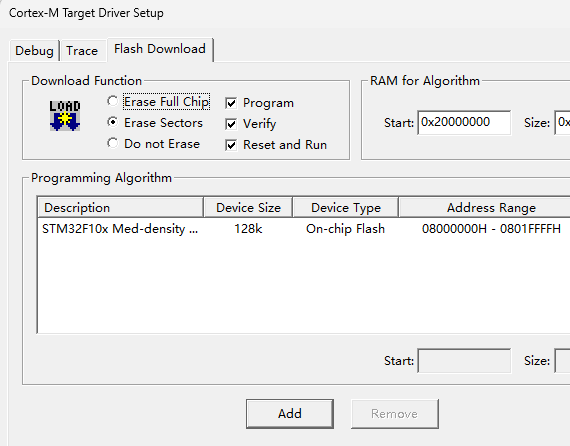 Cortex-M Target Driver Setup
Debug Trace Flash Download
Download Function
RAM for Algorithm
LOAD
Erase Full Chip
Program
Erase Sectors
Verify
Start: 0x20000000 Size: 0x
Do not Erase
Reset and Run
Programming Algorithm
Description Device Size Device Type Address Range
STM32F10x Med-density ... 128k On-chip Flash 08000000H - 0801FFFFH
Start: Size:
Add Remove